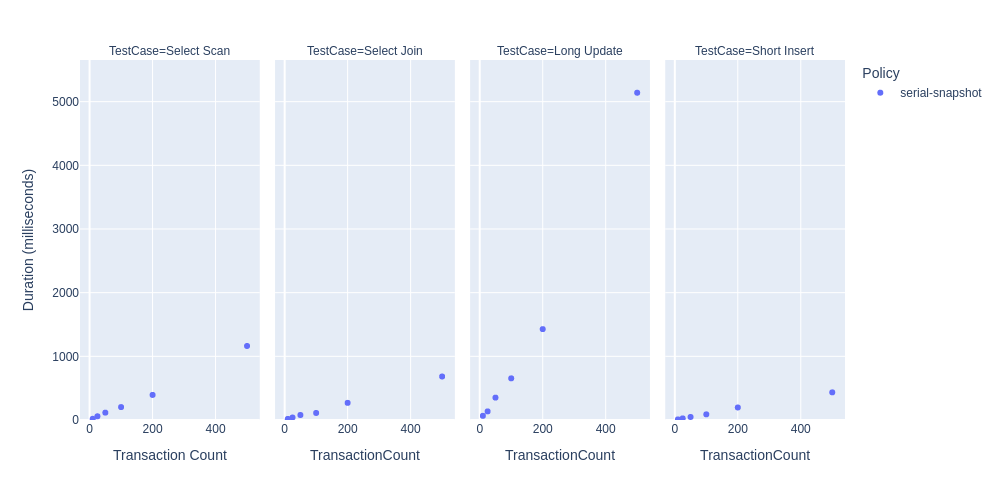 TestCase=Select Scan
TestCase=Select Join
TestCase=Long Update
TestCase=Short Insert
Policy
serial-snapshot
Duration (milliseconds)
5000
4000
3000
2000
1000
0
0 200 400
0 200 400
0 200 400
0 200 400
Transaction Count
TransactionCount
TransactionCount
TransactionCount